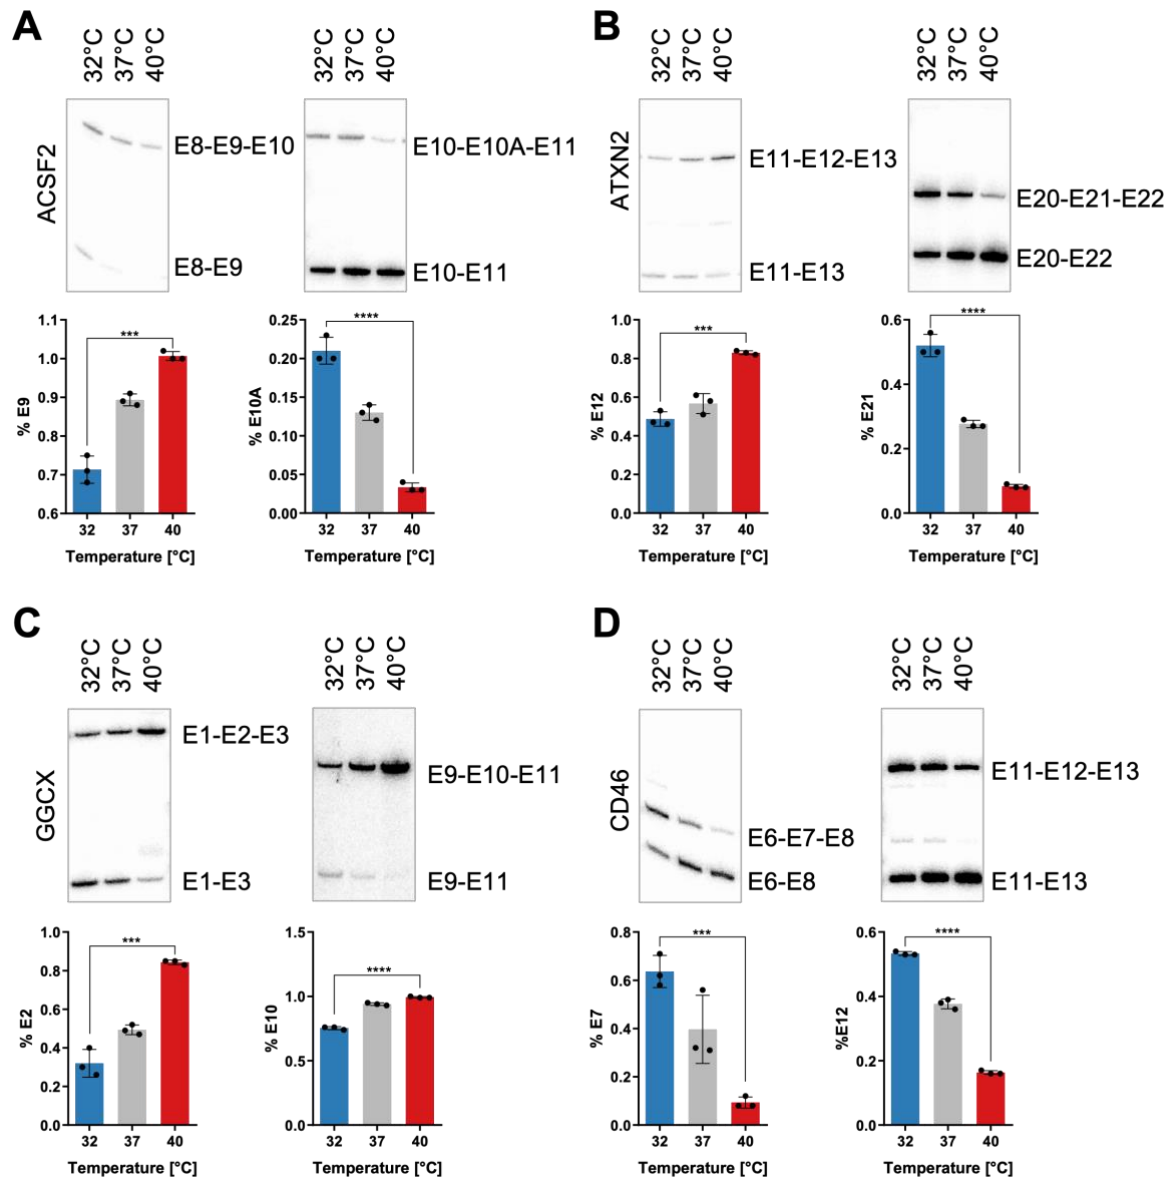 A
32°C 37°C 40°C
32°C 37°C 40°C
ACSF2
E8-E9-E10
E8-E9
E10-E10A-E11
E10-E11
1.1
1.0
0.9
0.8
0.7
0.6
% E9
***
32 37 40
Temperature [°C]
0.25
0.20
0.15
0.10
0.05
0.00
% E10A
****
32 37 40
Temperature [°C]
B
32°C 37°C 40°C
32°C 37°C 40°C
ATXN2
E11-E12-E13
E11-E13
E20-E21-E22
E20-E22
1.0
0.8
0.6
0.4
0.2
0.0
% E12
***
32 37 40
Temperature [°C]
0.6
0.4
0.2
0.0
% E21
****
32 37 40
Temperature [°C]
C
32°C 37°C 40°C
32°C 37°C 40°C
GGCX
E1-E2-E3
E1-E3
E9-E10-E11
E9-E11
1.0
0.8
0.6
0.4
0.2
0.0
% E2
***
32 37 40
Temperature [°C]
1.5
1.0
0.5
0.0
% E10
****
32 37 40
Temperature [°C]
D
32°C 37°C 40°C
32°C 37°C 40°C
CD46
E6-E7-E8
E6-E8
E11-E12-E13
E11-E13
0.8
0.6
0.4
0.2
0.0
% E7
***
32 37 40
Temperature [°C]
0.6
0.4
0.2
0.0
%E12
****
32 37 40
Temperature [°C]